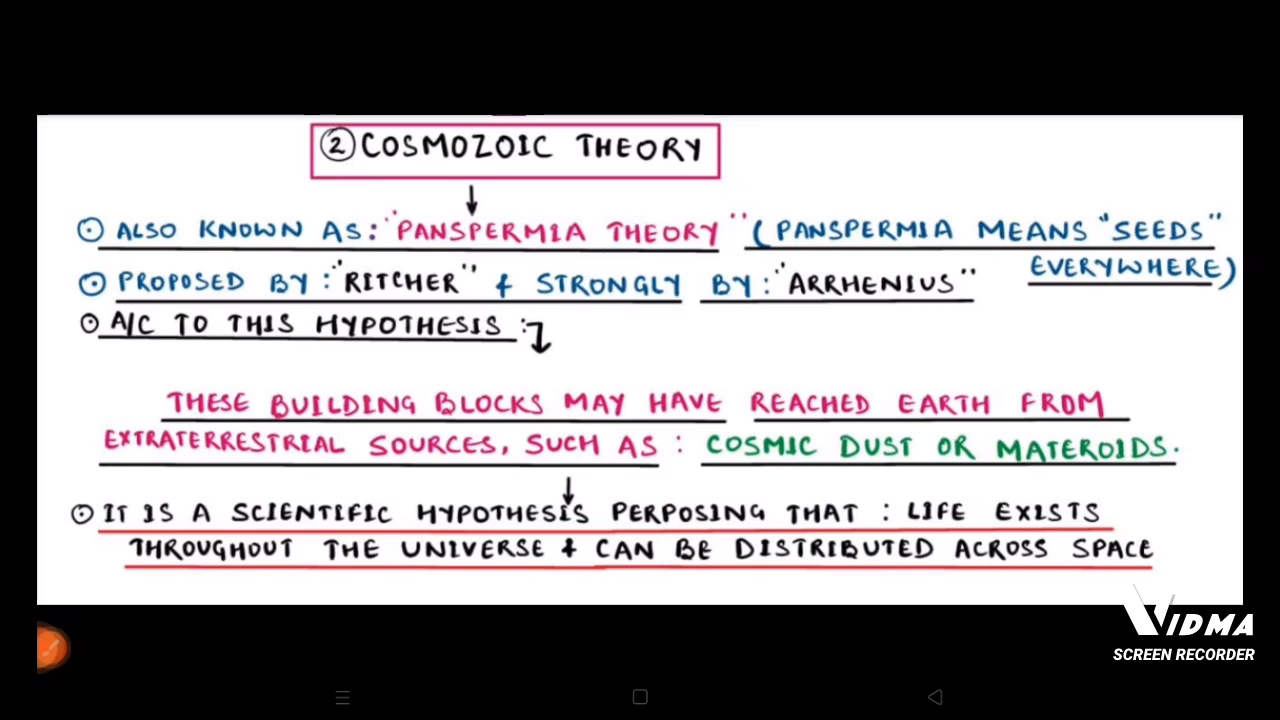 ② COSMOZOIC THEORY
⊙ ALSO KNOWN AS: "PANSPERMIA THEORY" (PANSPERMIA MEANS "SEEDS"
EVERYWHERE)
⊙ PROPOSED BY: "RITCHER" & STRONGLY BY: "ARRHENIUS"
⊙ A/C TO THIS HYPOTHESIS :↴
THESE BUILDING BLOCKS MAY HAVE REACHED EARTH FROM
EXTRATERRESTRIAL SOURCES, SUCH AS : COSMIC DUST OR MATEROIDS.
⊙ IT IS A SCIENTIFIC HYPOTHESIS PERPOSING THAT : LIFE EXISTS
THROUGHOUT THE UNIVERSE & CAN BE DISTRIBUTED ACROSS SPACE
VIDMA
SCREEN RECORDER